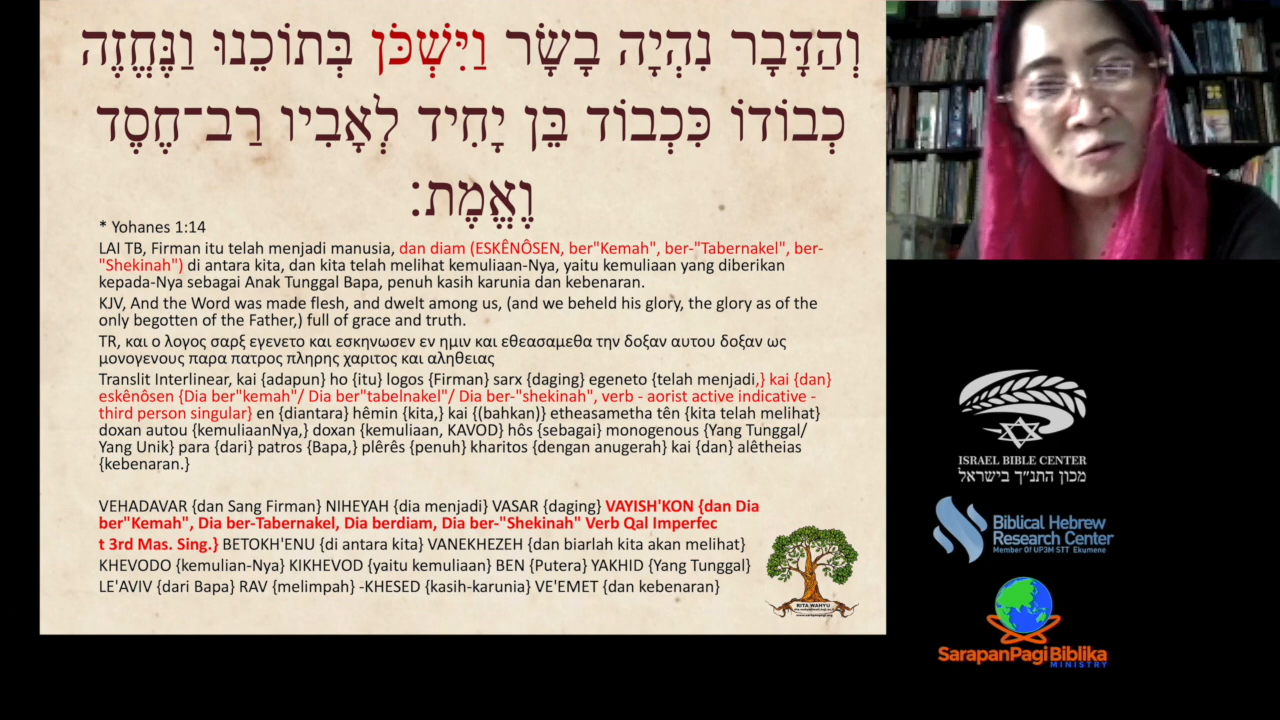 וְהַדָּבָר נִהְיָה בָשָׂר וַיִּשְׁכֹּן בְּתוֹכֵנוּ וַנֶּחֱזֶה
כְבוֹדוֹ כִּכְבוֹד בֵּן יָחִיד לְאָבִיו רַב־חֶסֶד
וֶאֱמֶת׃
* Yohanes 1:14
LAI TB, Firman itu telah menjadi manusia, dan diam (ESKÊNÔSEN, ber"Kemah", ber-"Tabernakel", ber-
"Shekinah") di antara kita, dan kita telah melihat kemuliaan-Nya, yaitu kemuliaan yang diberikan
kepada-Nya sebagai Anak Tunggal Bapa, penuh kasih karunia dan kebenaran.
KJV, And the Word was made flesh, and dwelt among us, (and we beheld his glory, the glory as of the
only begotten of the Father,) full of grace and truth.
TR, και ο λογος σαρξ εγενετο και εσκηνωσεν εν ημιν και εθεασαμεθα την δοξαν αυτου δοξαν ως
μονογενους παρα πατρος πληρης χαριτος και αληθειας
Translit Interlinear, kai {adapun} ho {itu} logos {Firman} sarx {daging} egeneto {telah menjadi,} kai {dan}
eskênôsen {Dia ber"kemah"/ Dia ber"tabelnakel"/ Dia ber-"shekinah", verb - aorist active indicative -
third person singular} en {diantara} hêmin {kita,} kai {(bahkan)} etheasametha tên {kita telah melihat}
doxan autou {kemuliaanNya,} doxan {kemuliaan, KAVOD} hôs {sebagai} monogenous {Yang Tunggal/
Yang Unik} para {dari} patros {Bapa,} plêrês {penuh} kharitos {dengan anugerah} kai {dan} alêtheias
{kebenaran.}
VEHADAVAR {dan Sang Firman} NIHEYAH {dia menjadi} VASAR {daging} VAYISH'KON {dan Dia
ber"Kemah", Dia ber-Tabernakel, Dia berdiam, Dia ber-"Shekinah" Verb Qal Imperfec
t 3rd Mas. Sing.} BETOKH'ENU {di antara kita} VANEKHEZEH {dan biarlah kita akan melihat}
KHEVODO {kemulian-Nya} KIKHEVOD {yaitu kemuliaan} BEN {Putera} YAKHID {Yang Tunggal}
LE'AVIV {dari Bapa} RAV {melimpah} -KHESED {kasih-karunia} VE'EMET {dan kebenaran}
RITA WAHYU
ISRAEL BIBLE CENTER
מכון התנ״ך בישראל
Biblical Hebrew
Research Center
Member Of UP3M STT Ekumene
SarapanPagi Biblika
MINISTRY